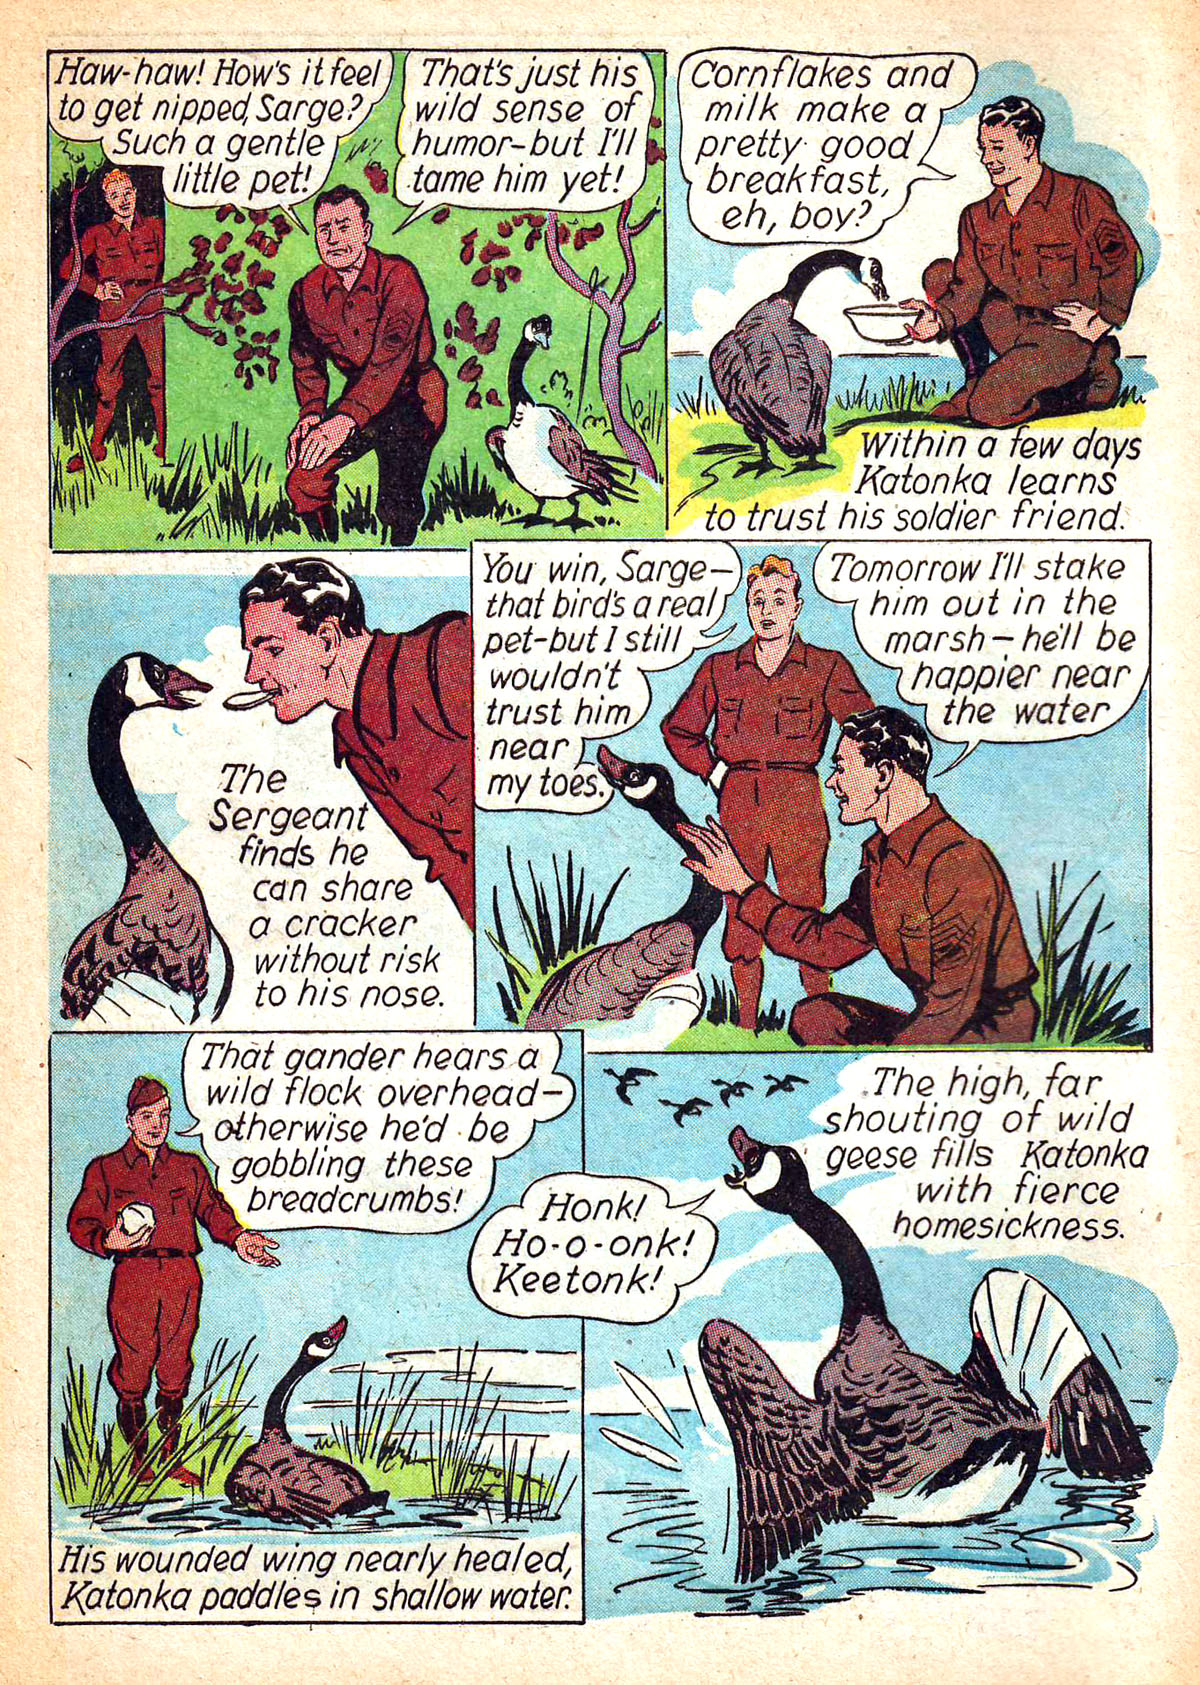 Haw-haw! How's it feel
to get nipped, Sarge?
Such a gentle
little pet!
That's just his
wild sense of
humor-but I'll
tame him yet!
Cornflakes and
milk make a
pretty good
breakfast,
eh, boy?
Within a few days
Katonka learns
to trust his soldier friend.
The
Sergeant
finds he
can share
a cracker
without risk
to his nose.
You win, Sarge—
that bird's a real
pet-but I still
wouldn't
trust him
near
my toes.
Tomorrow I'll stake
him out in the
marsh—he'll be
happier near
the water
That gander hears a
wild flock overhead—
otherwise he'd be
gobbling these
breadcrumbs!
His wounded wing nearly healed,
Katonka paddles in shallow water.
The high, far
shouting of wild
geese fills Katonka
with fierce
homesickness.
Honk!
Ho-o-onk!
Keetonk!